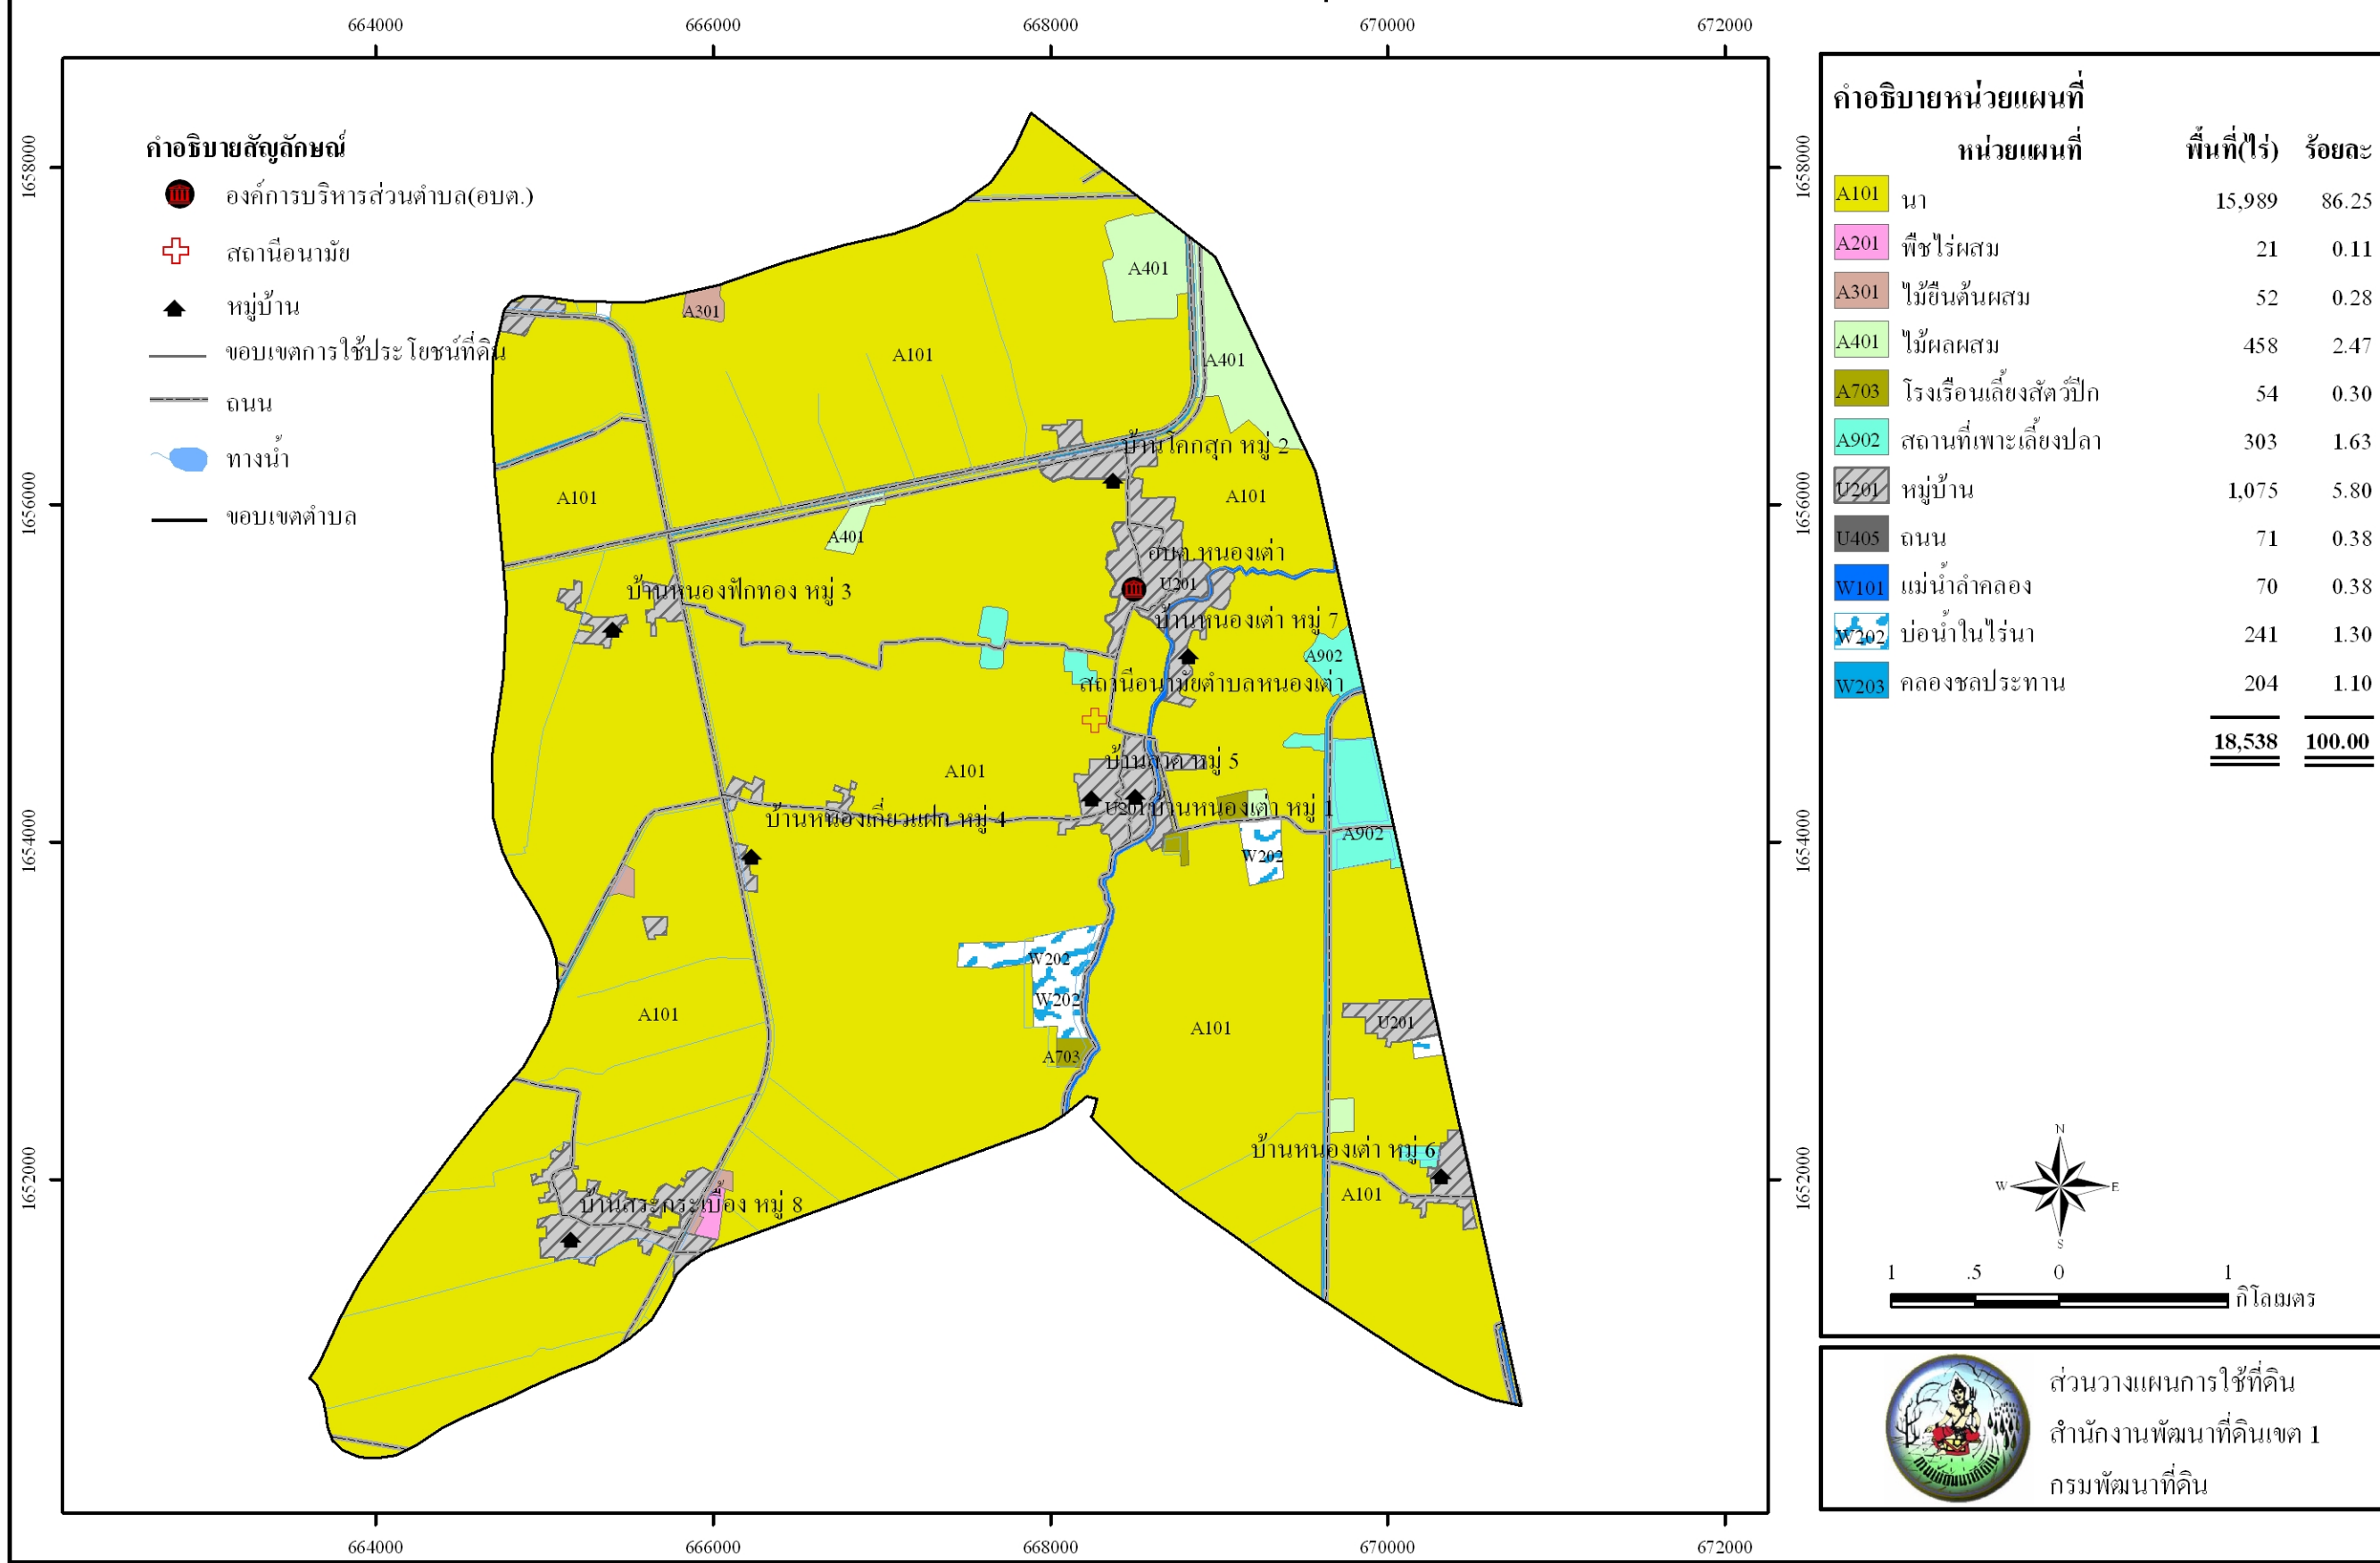 664000 666000 668000 670000 672000
1658000
1656000
1654000
1652000
1658000
1656000
1654000
1652000
คำอธิบายสัญลักษณ์
องค์การบริหารส่วนตำบล(อบต.)
สถานีอนามัย
หมู่บ้าน
ขอบเขตการใช้ประโยชน์ที่ดิน
ถนน
ทางน้ำ
ขอบเขตตำบล
A401
A301
A101
A401
บ้านโคกสุก หมู่ 2
A101
A101
A401
อบต.หนองเต่า
U201
บ้านหนองฟักทอง หมู่ 3
บ้านหนองเต่า หมู่ 7
A902
สถานีอนามัยตำบลหนองเต่า
บ้านลาด หมู่ 5
A101
U201
บ้านหนองเต่า หมู่ 1
บ้านหนองเกี่ยวแฝก หมู่ 4
A902
W202
W202
W202
A101
A101
U201
A703
บ้านหนองเต่า หมู่ 6
A101
บ้านสระกระเบื้อง หมู่ 8
664000 666000 668000 670000 672000
คำอธิบายหน่วยแผนที่
หน่วยแผนที่ พื้นที่(ไร่) ร้อยละ
A101 นา 15,989 86.25
A201 พืชไร่ผสม 21 0.11
A301 ไม้ยืนต้นผสม 52 0.28
A401 ไม้ผลผสม 458 2.47
A703 โรงเรือนเลี้ยงสัตว์ปีก 54 0.30
A902 สถานที่เพาะเลี้ยงปลา 303 1.63
U201 หมู่บ้าน 1,075 5.80
U405 ถนน 71 0.38
W101 แม่น้ำลำคลอง 70 0.38
W202 บ่อน้ำในไร่นา 241 1.30
W203 คลองชลประทาน 204 1.10
18,538 100.00
N
W E
S
1 .5 0 1
กิโลเมตร
กรมพัฒนาที่ดิน
ส่วนวางแผนการใช้ที่ดิน
สำนักงานพัฒนาที่ดินเขต 1
กรมพัฒนาที่ดิน